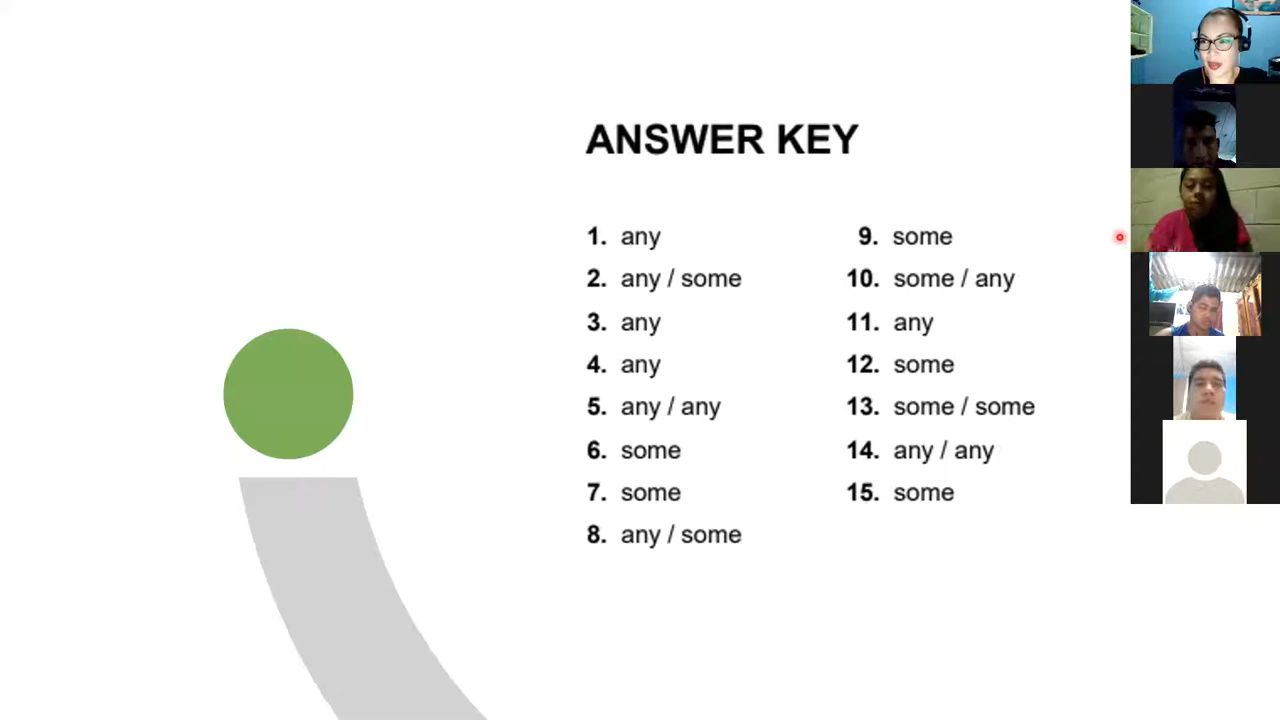 ANSWER KEY
1. any
2. any / some
3. any
4. any
5. any / any
6. some
7. some
8. any / some
9. some
10. some / any
11. any
12. some
13. some / some
14. any / any
15. some